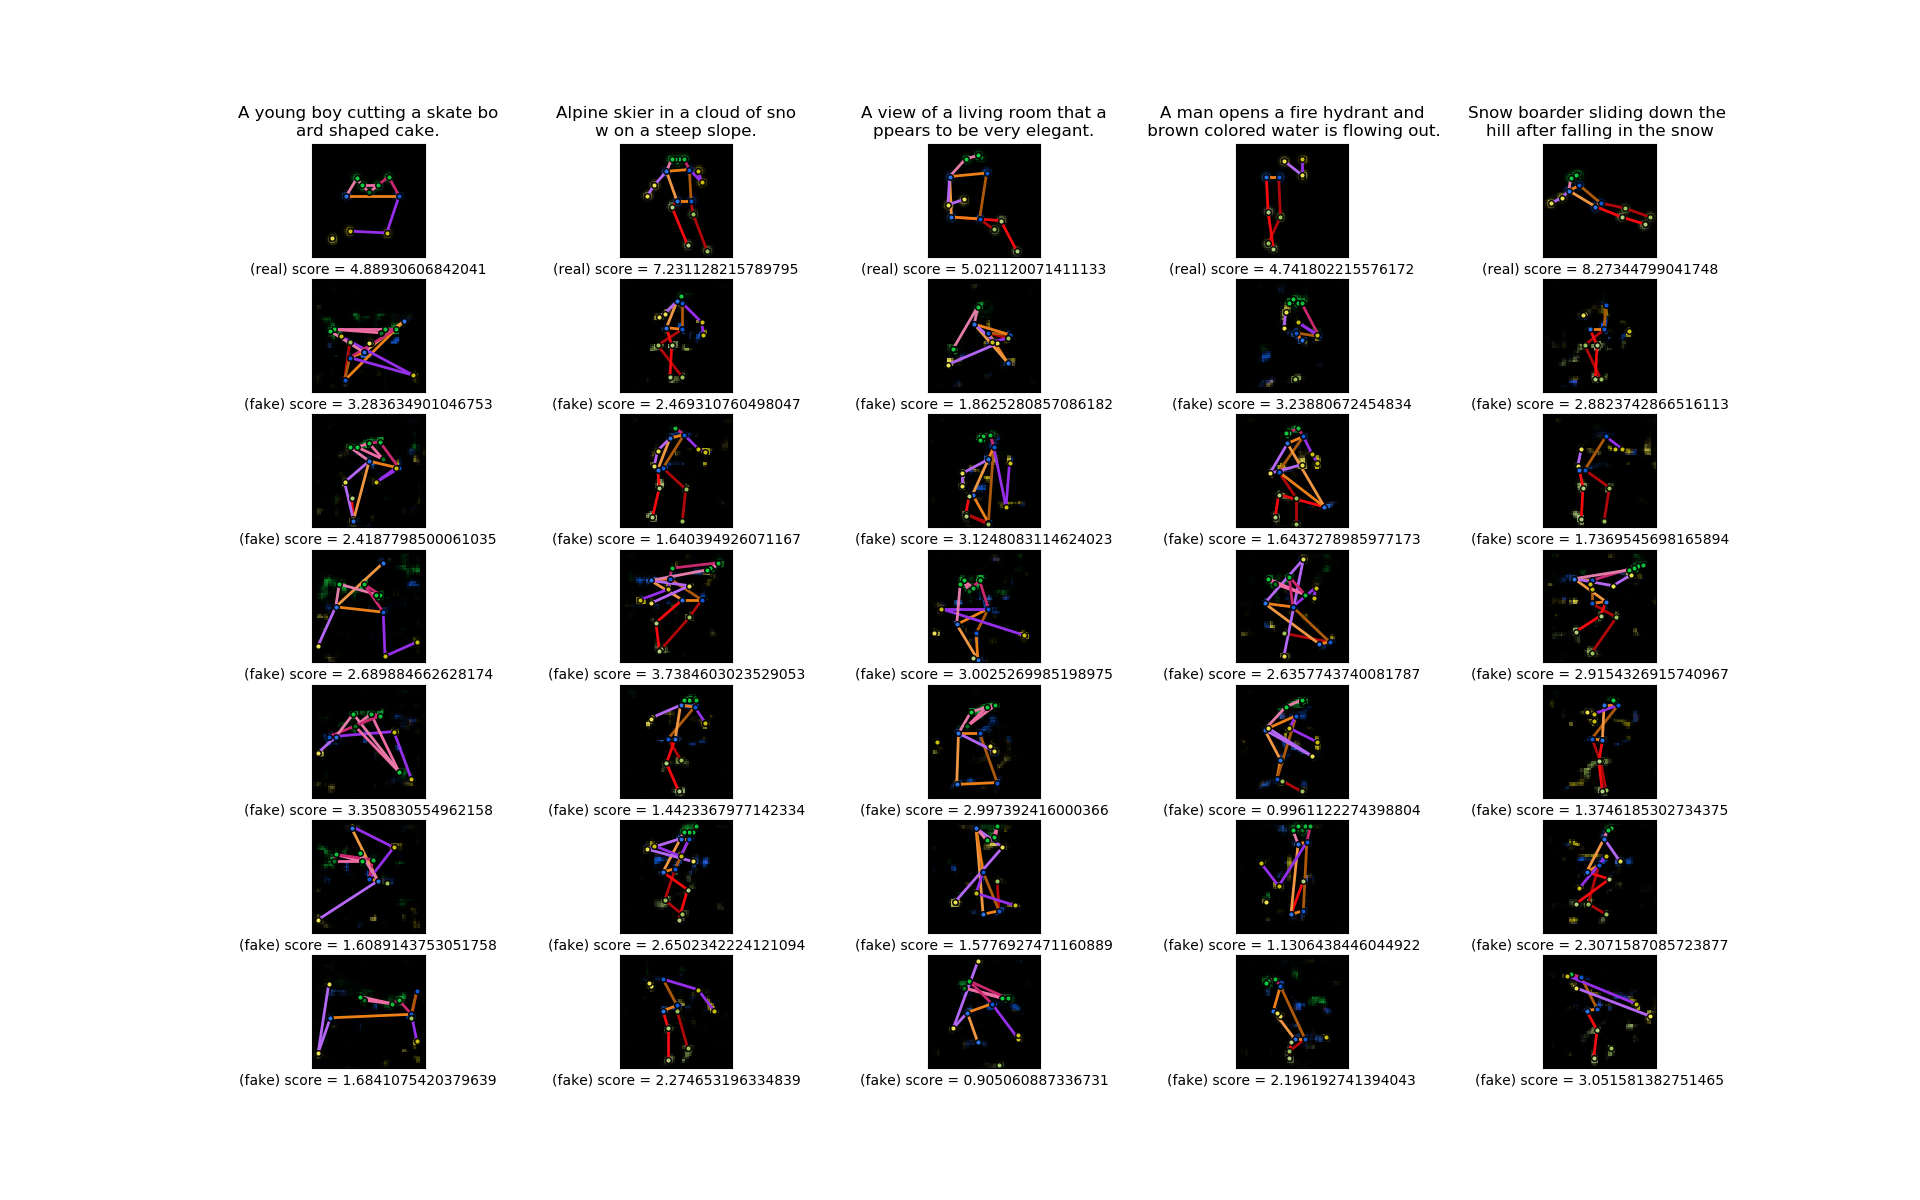 A young boy cutting a skate bo
ard shaped cake.
Alpine skier in a cloud of sno
w on a steep slope.
A view of a living room that a
ppears to be very elegant.
A man opens a fire hydrant and
brown colored water is flowing out.
Snow boarder sliding down the
hill after falling in the snow
(real) score = 4.88930606842041
(real) score = 7.231128215789795
(real) score = 5.021120071411133
(real) score = 4.741802215576172
(real) score = 8.27344799041748
(fake) score = 3.283634901046753
(fake) score = 2.469310760498047
(fake) score = 1.8625280857086182
(fake) score = 3.23880672454834
(fake) score = 2.8823742866516113
(fake) score = 2.4187798500061035
(fake) score = 1.640394926071167
(fake) score = 3.1248083114624023
(fake) score = 1.6437278985977173
(fake) score = 1.7369545698165894
(fake) score = 2.689884662628174
(fake) score = 3.7384603023529053
(fake) score = 3.0025269985198975
(fake) score = 2.6357743740081787
(fake) score = 2.9154326915740967
(fake) score = 3.350830554962158
(fake) score = 1.4423367977142334
(fake) score = 2.997392416000366
(fake) score = 0.9961122274398804
(fake) score = 1.3746185302734375
(fake) score = 1.6089143753051758
(fake) score = 2.6502342224121094
(fake) score = 1.5776927471160889
(fake) score = 1.1306438446044922
(fake) score = 2.3071587085723877
(fake) score = 1.6841075420379639
(fake) score = 2.274653196334839
(fake) score = 0.905060887336731
(fake) score = 2.196192741394043
(fake) score = 3.051581382751465